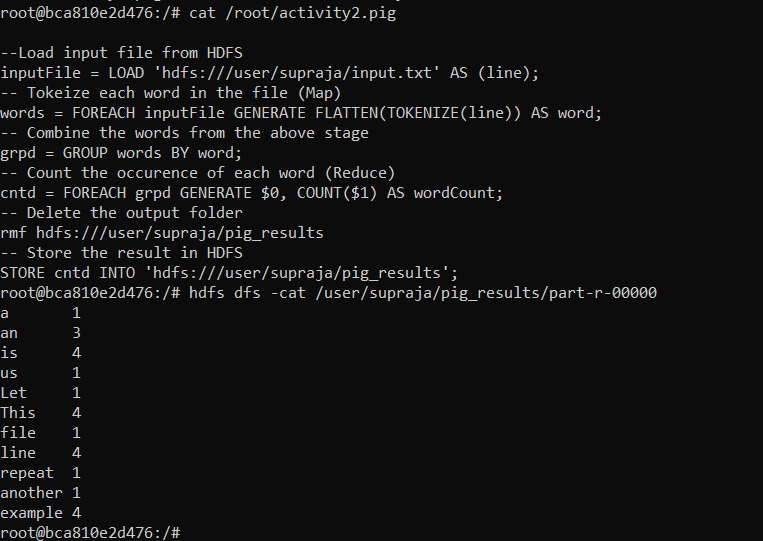 root@bca810e2d476:/# cat /root/activity2.pig
--Load input file from HDFS
inputFile = LOAD 'hdfs:///user/supraja/input.txt' AS (line);
-- Tokeize each word in the file (Map)
words = FOREACH inputFile GENERATE FLATTEN(TOKENIZE(line)) AS word;
-- Combine the words from the above stage
grpd = GROUP words BY word;
-- Count the occurence of each word (Reduce)
cntd = FOREACH grpd GENERATE $0, COUNT($1) AS wordCount;
-- Delete the output folder
rmf hdfs:///user/supraja/pig_results
-- Store the result in HDFS
STORE cntd INTO 'hdfs:///user/supraja/pig_results';
root@bca810e2d476:/# hdfs dfs -cat /user/supraja/pig_results/part-r-00000
a       1
an      3
is      4
us      1
Let     1
This    4
file    1
line    4
repeat  1
another 1
example 4
root@bca810e2d476:/#